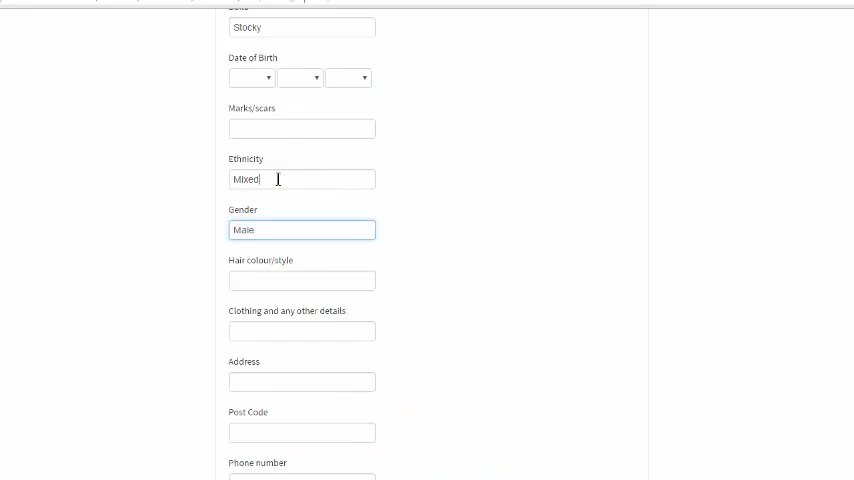 Stocky
Date of Birth
Marks/scars
Ethnicity
Mixed
Gender
Male
Hair colour/style
Clothing and any other details
Address
Post Code
Phone number